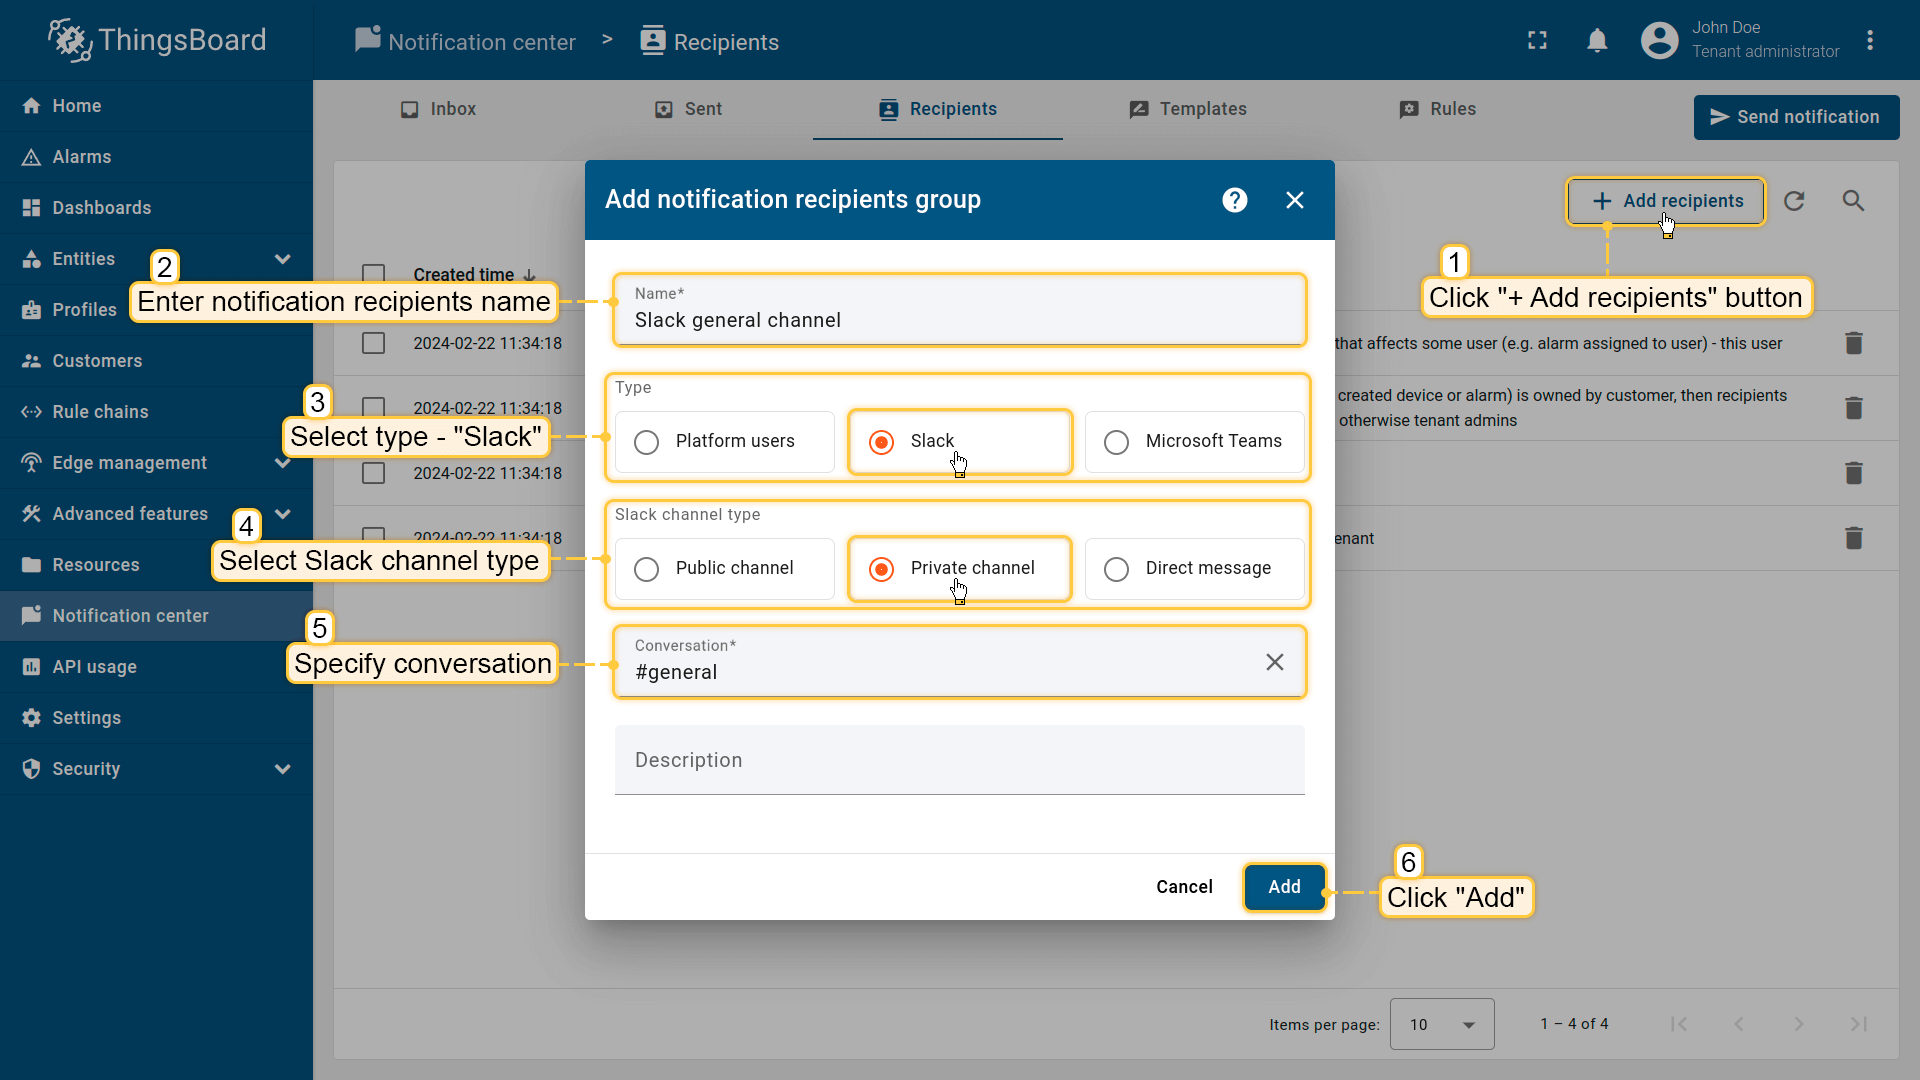 ThingsBoard
Notification center > Recipients
John Doe
Tenant administrator
Home
Alarms
Dashboards
Entities
Profiles
Customers
Rule chains
Edge management
Advanced features
Resources
Notification center
API usage
Settings
Security
Inbox
Sent
Recipients
Templates
Rules
Send notification
+ Add recipients
1
Click "+ Add recipients" button
Created time
2024-02-22 11:34:18
that affects some user (e.g. alarm assigned to user) - this user
2024-02-22 11:34:18
created device or alarm) is owned by customer, then recipients
otherwise tenant admins
2024-02-22 11:34:18
2024-02-22 11:34:18
enant
Add notification recipients group
2
Enter notification recipients name
Name*
Slack general channel
3
Select type - "Slack"
Type
Platform users
Slack
Microsoft Teams
4
Select Slack channel type
Slack channel type
Public channel
Private channel
Direct message
5
Specify conversation
Conversation*
#general
Description
Cancel
Add
6
Click "Add"
Items per page:
10
1 – 4 of 4